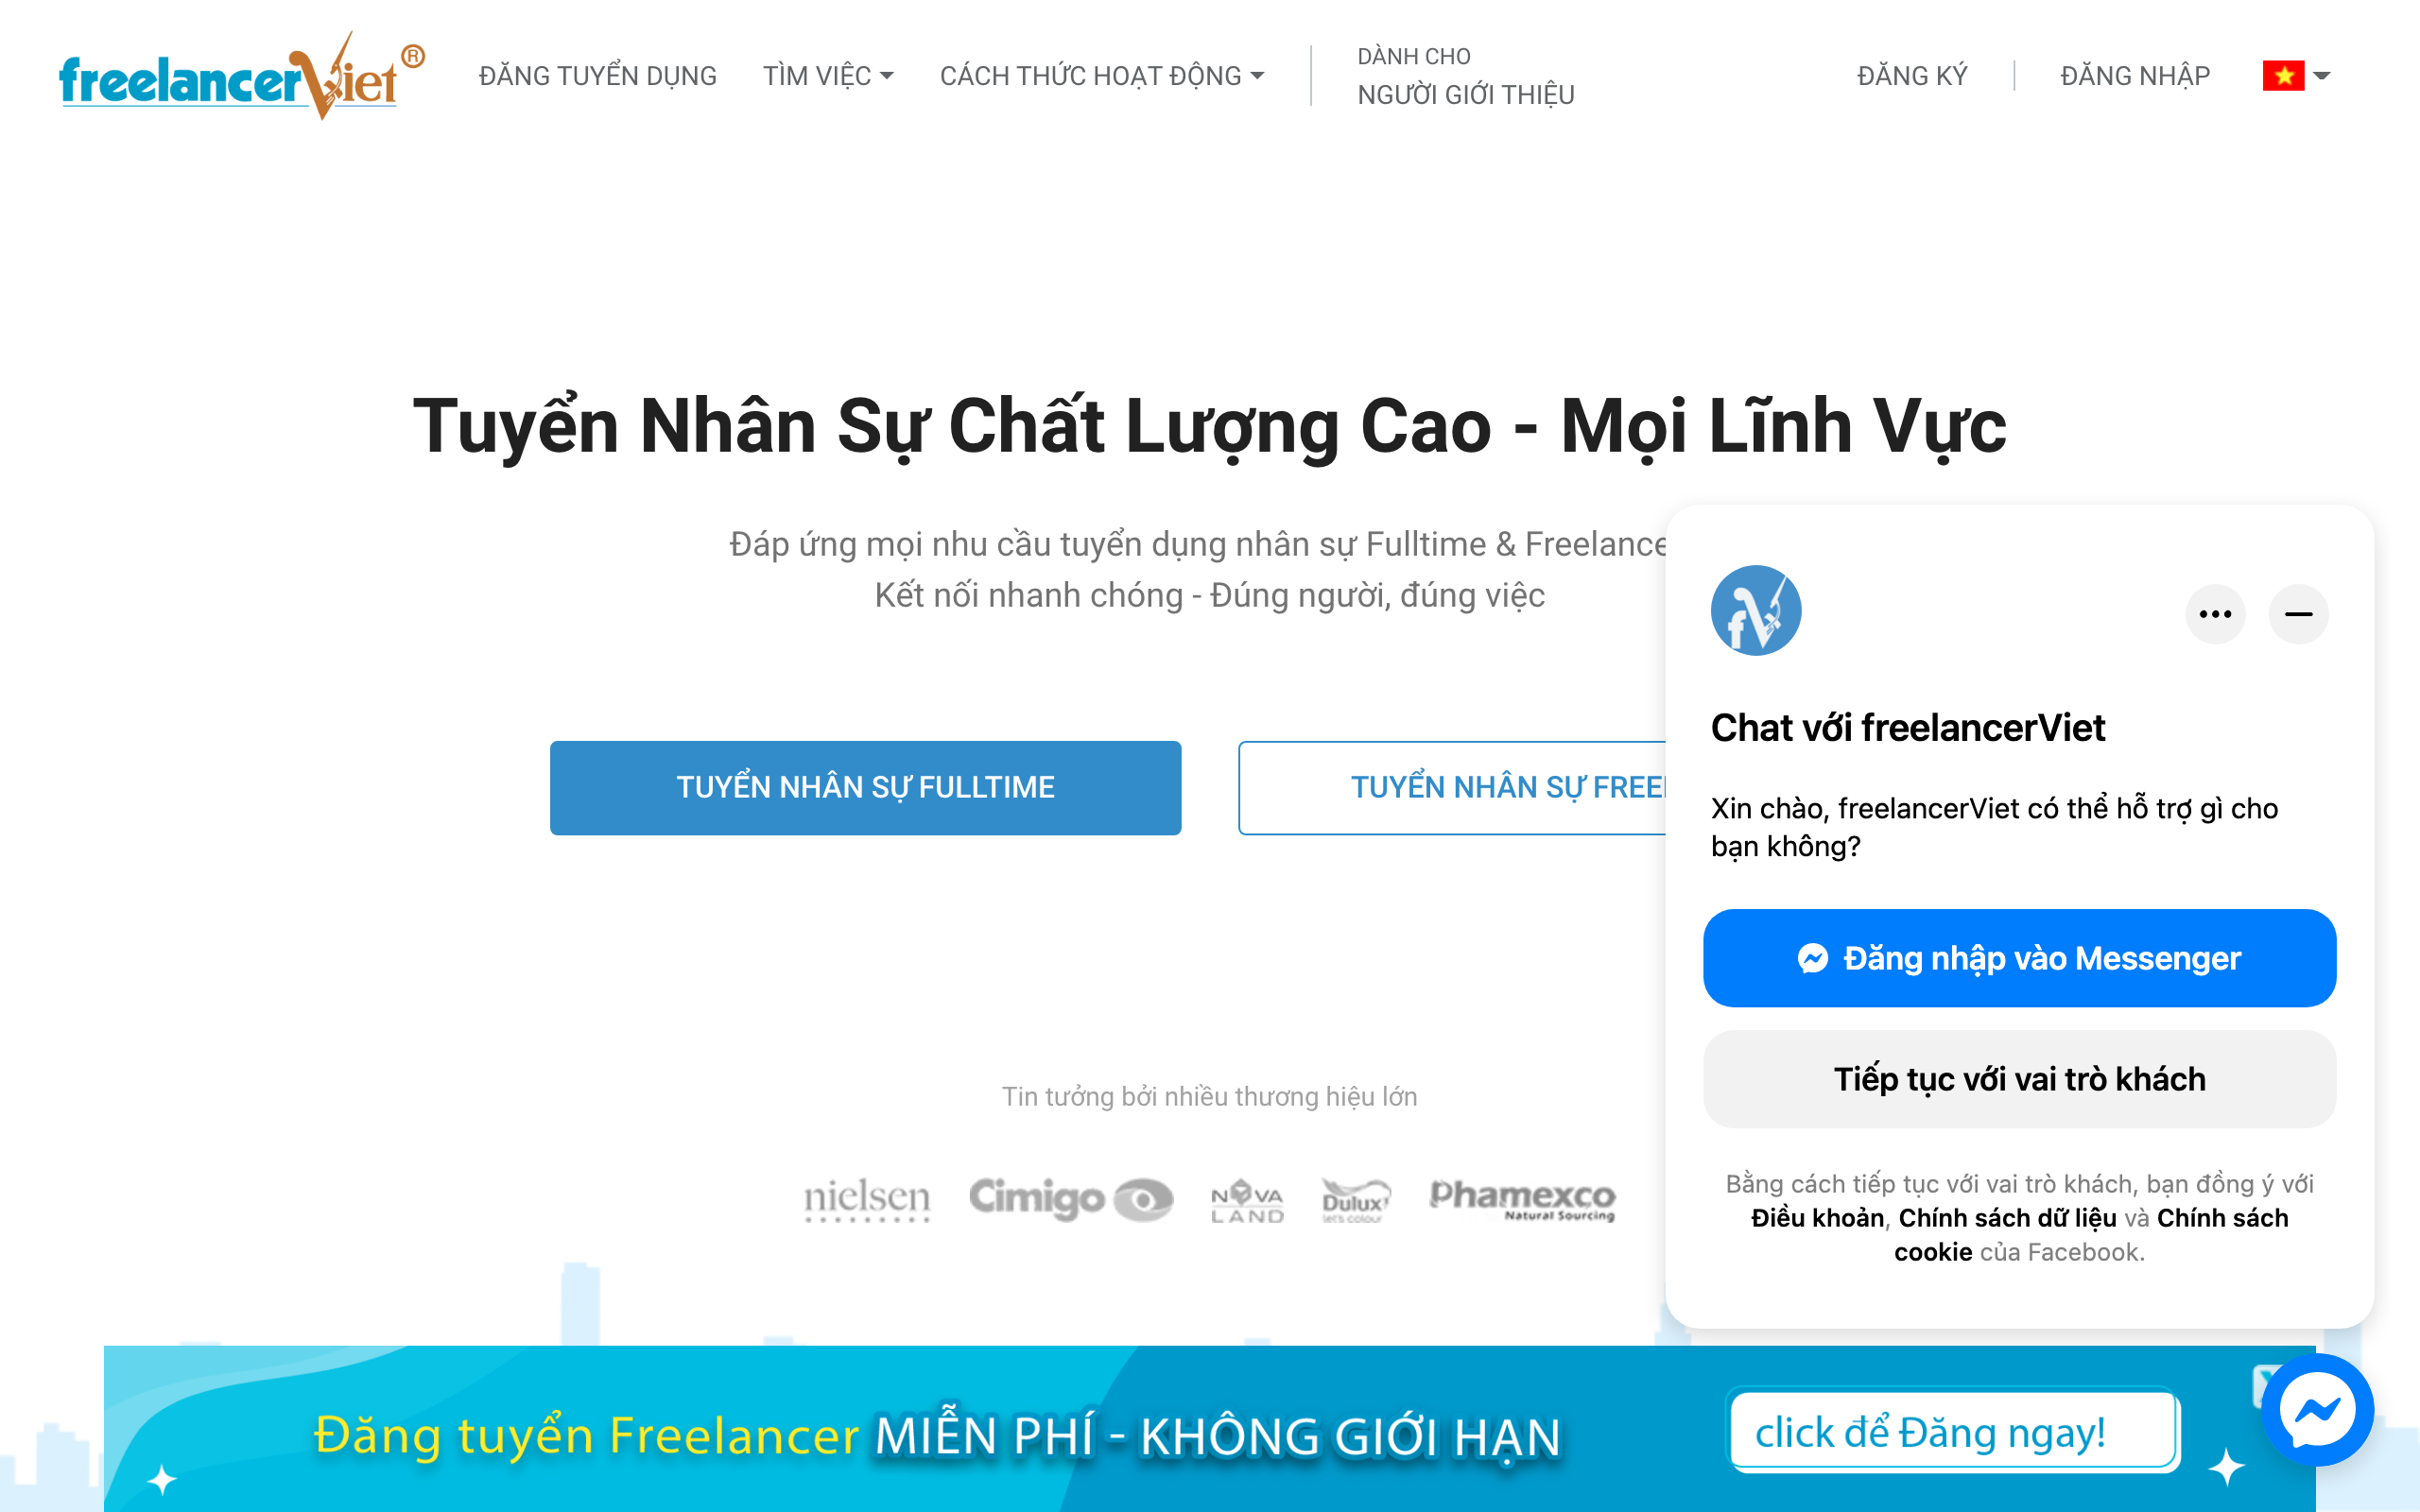 freelancerViet®
ĐĂNG TUYỂN DỤNG
TÌM VIỆC
CÁCH THỨC HOẠT ĐỘNG
DÀNH CHO
NGƯỜI GIỚI THIỆU
ĐĂNG KÝ
ĐĂNG NHẬP
Tuyển Nhân Sự Chất Lượng Cao - Mọi Lĩnh Vực
Đáp ứng mọi nhu cầu tuyển dụng nhân sự Fulltime & Freelance
Kết nối nhanh chóng - Đúng người, đúng việc
TUYỂN NHÂN SỰ FULLTIME
TUYỂN NHÂN SỰ
fV
Chat với freelancerViet
Xin chào, freelancerViet có thể hỗ trợ gì cho
bạn không?
Đăng nhập vào Messenger
Tiếp tục với vai trò khách
Bằng cách tiếp tục với vai trò khách, bạn đồng ý với
Điều khoản, Chính sách dữ liệu và Chính sách
cookie của Facebook.
Tin tưởng bởi nhiều thương hiệu lớn
nielsen
Cimigo
NOVA
LAND
Dulux
let's colour
Phamexco
Natural Sourcing
Đăng tuyển Freelancer MIỄN PHÍ - KHÔNG GIỚI HẠN
click để Đăng ngay!